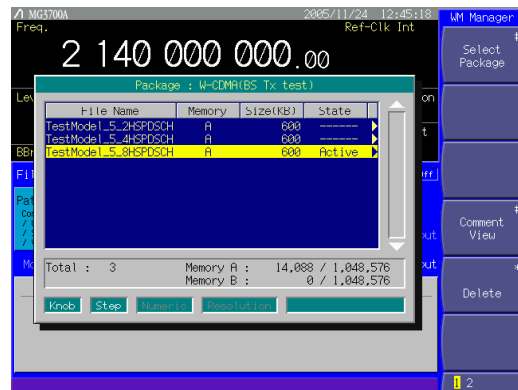 MG3700A 2005/11/24 12:45:18
Freq. Ref-Clk Int
2 140 000 000.00
Package : W-CDMA(BS Tx test)
File Name Memory Size(KB) State
TestModel_5_2HSPDSCH A 600 ------
TestModel_5_4HSPDSCH A 600 ------
TestModel_5_8HSPDSCH A 600 Active
Total : 3 Memory A : 14,088 / 1,048,576
Memory B : 0 / 1,048,576
Knob Step Numeric Resolution
WM Manager
#
Select
Package
#
Comment
View
*
Delete
1 2